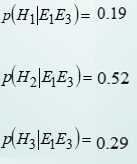 p(H₁|E₁E₃) = 0.19
p(H₂|E₁E₃) = 0.52
p(H₃|E₁E₃) = 0.29